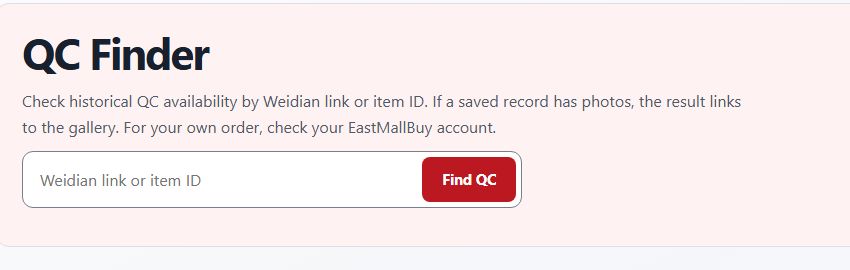 QC Finder
Check historical QC availability by Weidian link or item ID. If a saved record has photos, the result links
to the gallery. For your own order, check your EastMallBuy account.
Weidian link or item ID
Find QC